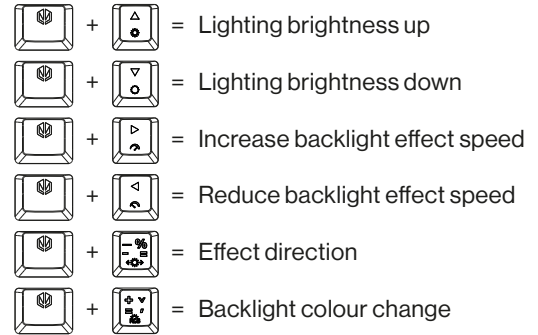 + = Lighting brightness up
+ = Lighting brightness down
+ = Increase backlight effect speed
+ = Reduce backlight effect speed
+ = Effect direction
+ = Backlight colour change